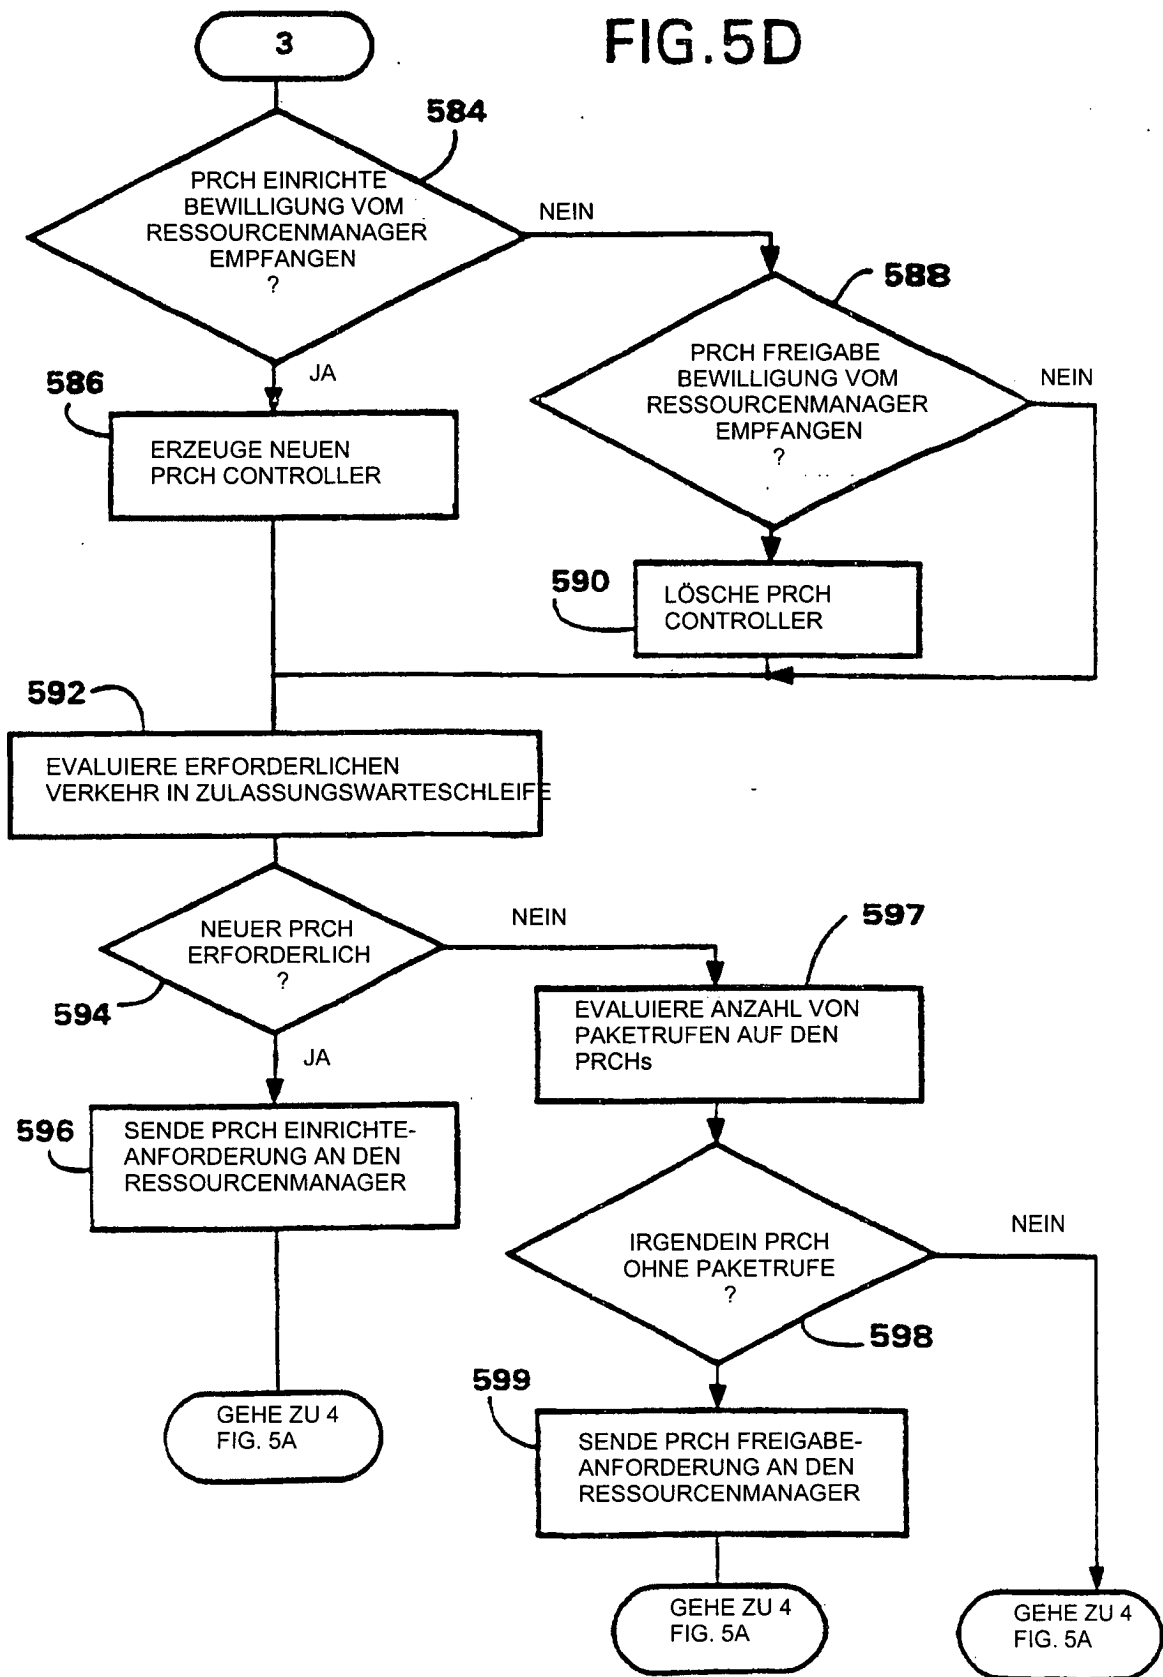 3
FIG.5D
584
PRCH EINRICHTE
BEWILLIGUNG VOM
RESSOURCENMANAGER
EMPFANGEN
?
NEIN
JA
588
PRCH FREIGABE
BEWILLIGUNG VOM
RESSOURCENMANAGER
EMPFANGEN
?
NEIN
586
ERZEUGE NEUEN
PRCH CONTROLLER
590
LÖSCHE PRCH
CONTROLLER
592
EVALUIERE ERFORDERLICHEN
VERKEHR IN ZULASSUNGSWARTESCHLEIFE
NEUER PRCH
ERFORDERLICH
?
594
NEIN
JA
597
EVALUIERE ANZAHL VON
PAKETRUFEN AUF DEN
PRCHs
596
SENDE PRCH EINRICHTE-
ANFORDERUNG AN DEN
RESSOURCENMANAGER
IRGENDEIN PRCH
OHNE PAKETRUFE
?
NEIN
598
599
SENDE PRCH FREIGABE-
ANFORDERUNG AN DEN
RESSOURCENMANAGER
GEHE ZU 4
FIG. 5A
GEHE ZU 4
FIG. 5A
GEHE ZU 4
FIG. 5A